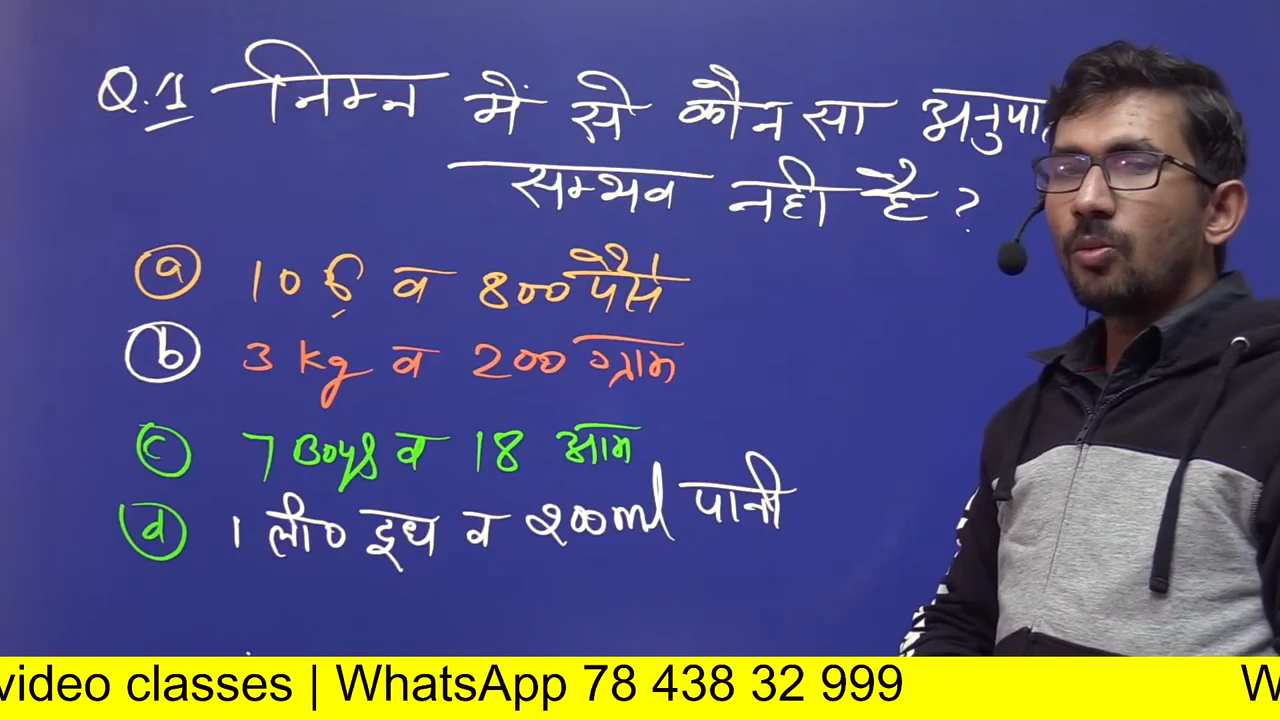 Q.1 निम्न में से कौन सा अनुपा
सम्भव नही है ?
a 10 रु व 800 पैसे
b 3 kg व 200 ग्राम
c 7 Boys व 18 आम
d 1 ली० दूध व 200ml पानी
video classes | WhatsApp 78 438 32 999 W